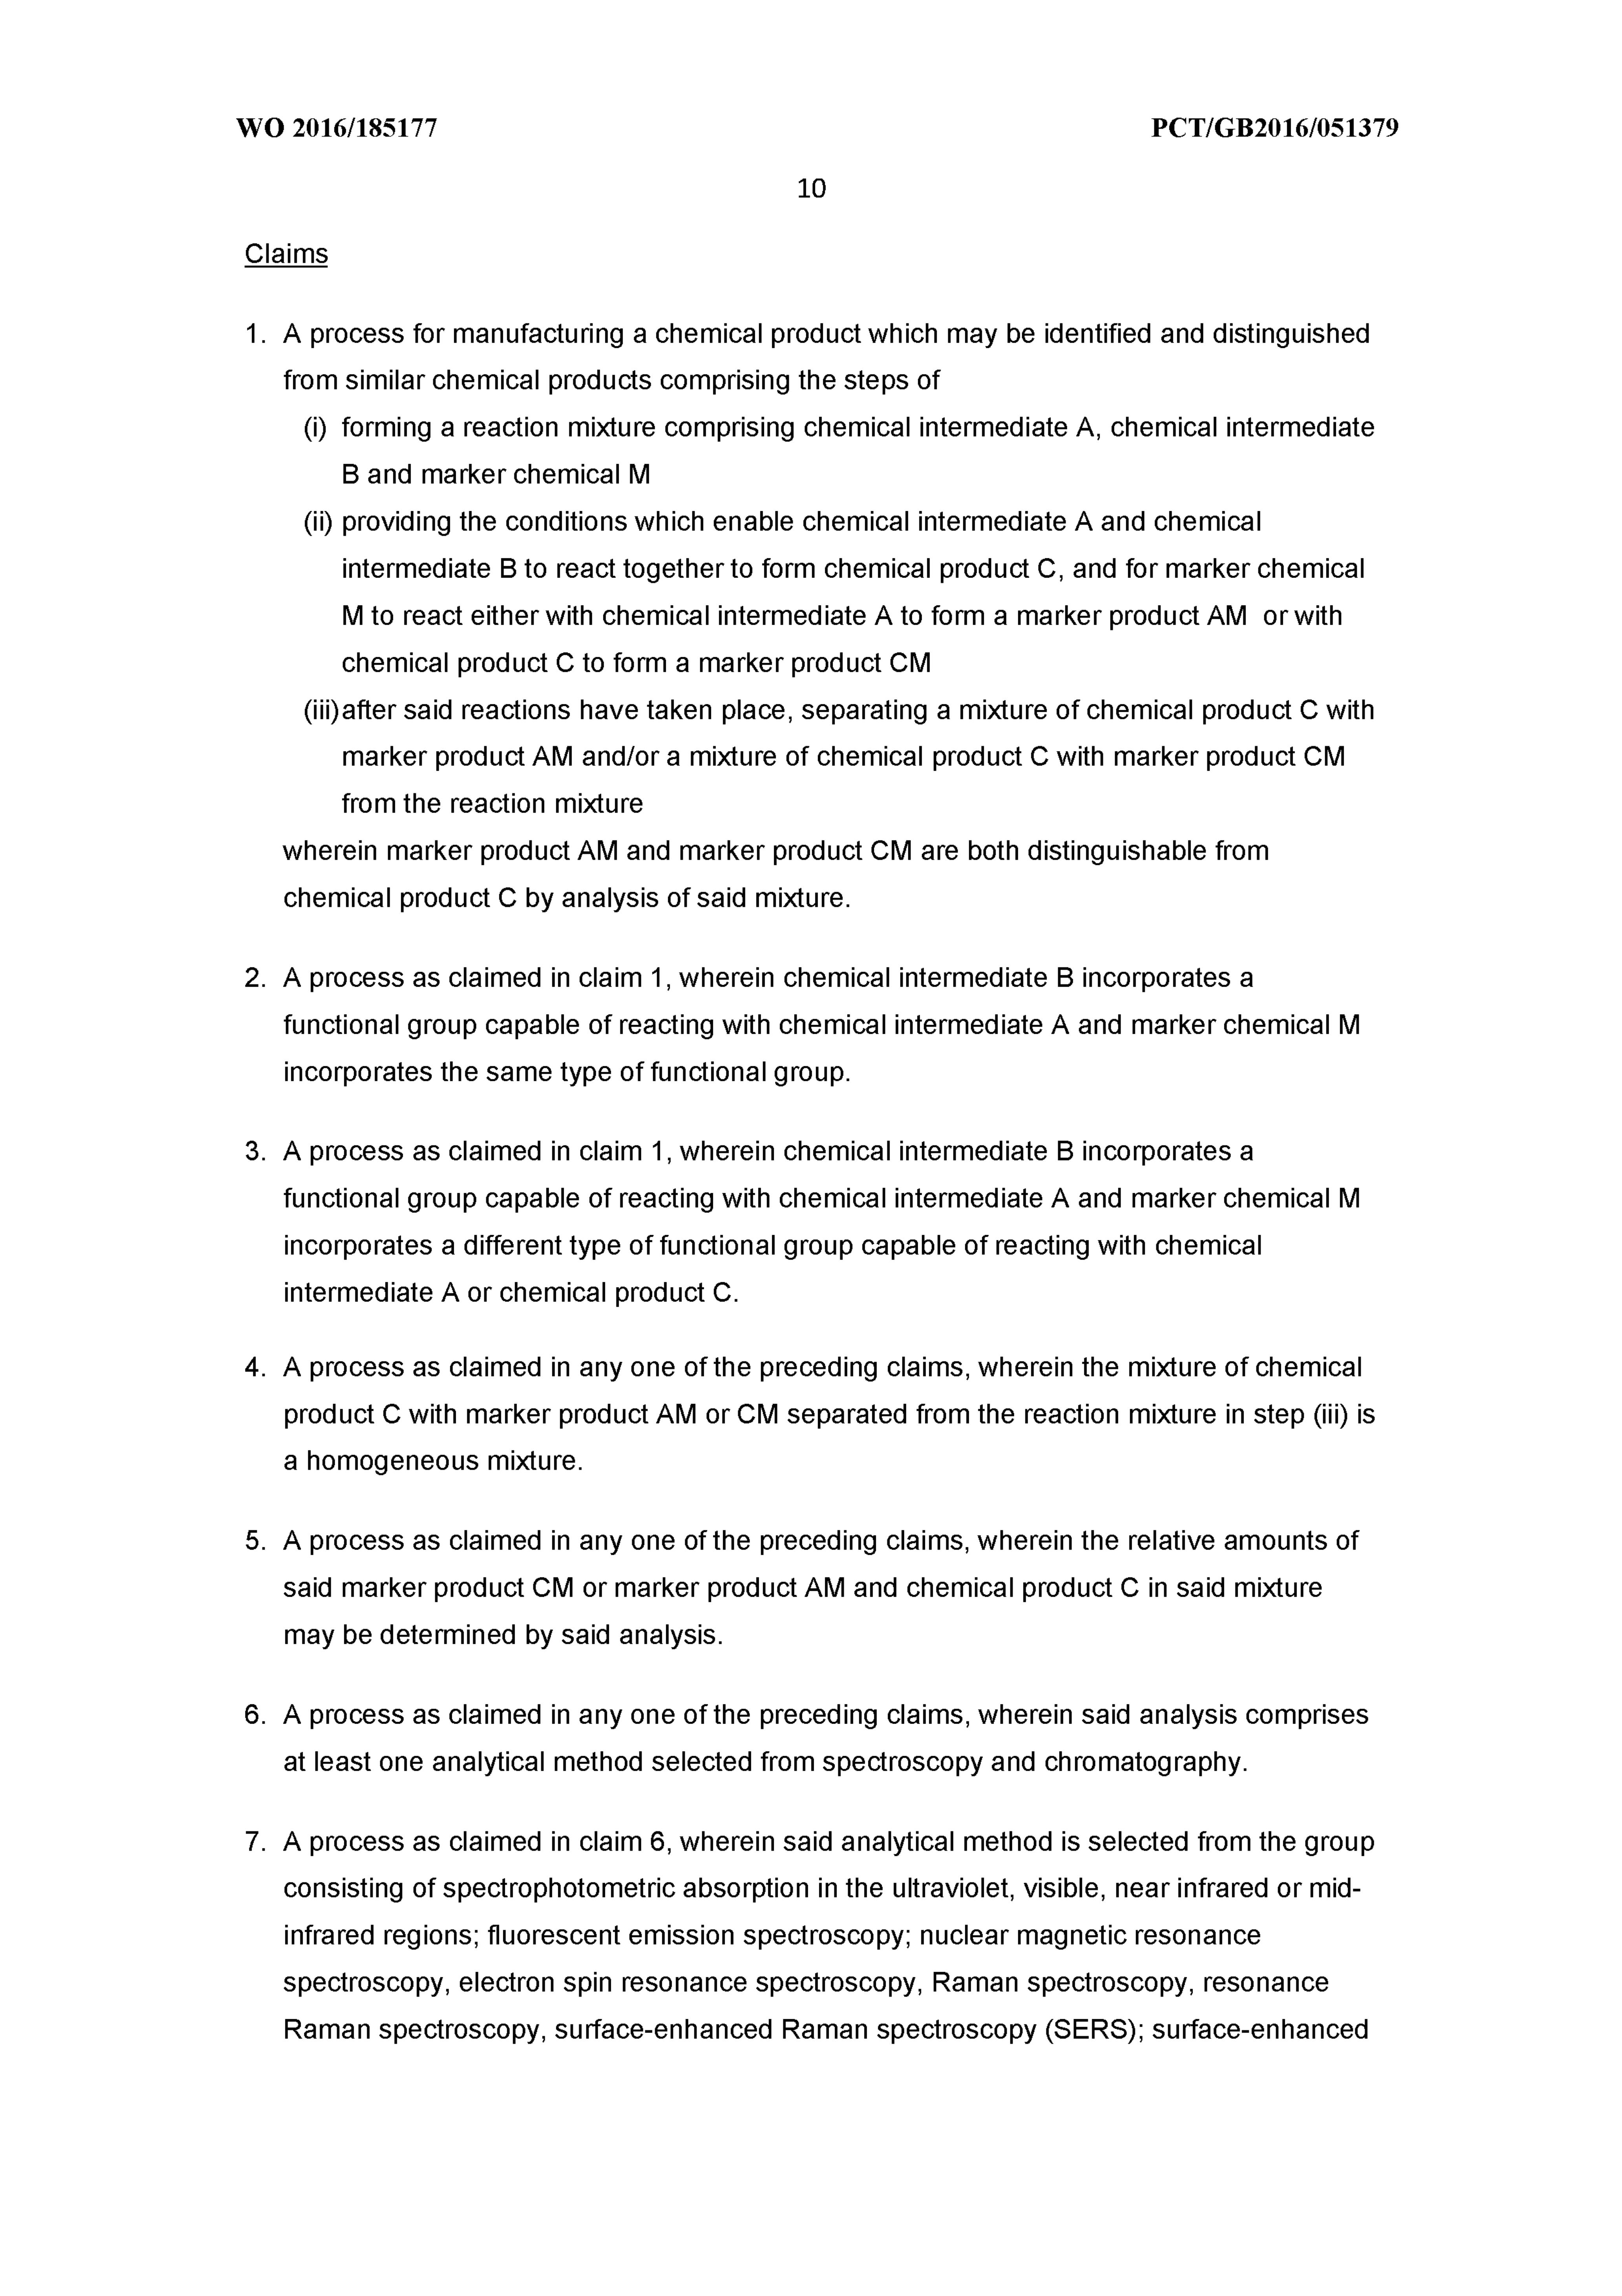 WO 2016/185177 PCT/GB2016/051379
10
Claims
1. A process for manufacturing a chemical product which may be identified and distinguished
from similar chemical products comprising the steps of
(i) forming a reaction mixture comprising chemical intermediate A, chemical intermediate
B and marker chemical M
(ii) providing the conditions which enable chemical intermediate A and chemical
intermediate B to react together to form chemical product C, and for marker chemical
M to react either with chemical intermediate A to form a marker product AM or with
chemical product C to form a marker product CM
(iii) after said reactions have taken place, separating a mixture of chemical product C with
marker product AM and/or a mixture of chemical product C with marker product CM
from the reaction mixture
wherein marker product AM and marker product CM are both distinguishable from
chemical product C by analysis of said mixture.
2. A process as claimed in claim 1, wherein chemical intermediate B incorporates a
functional group capable of reacting with chemical intermediate A and marker chemical M
incorporates the same type of functional group.
3. A process as claimed in claim 1, wherein chemical intermediate B incorporates a
functional group capable of reacting with chemical intermediate A and marker chemical M
incorporates a different type of functional group capable of reacting with chemical
intermediate A or chemical product C.
4. A process as claimed in any one of the preceding claims, wherein the mixture of chemical
product C with marker product AM or CM separated from the reaction mixture in step (iii) is
a homogeneous mixture.
5. A process as claimed in any one of the preceding claims, wherein the relative amounts of
said marker product CM or marker product AM and chemical product C in said mixture
may be determined by said analysis.
6. A process as claimed in any one of the preceding claims, wherein said analysis comprises
at least one analytical method selected from spectroscopy and chromatography.
7. A process as claimed in claim 6, wherein said analytical method is selected from the group
consisting of spectrophotometric absorption in the ultraviolet, visible, near infrared or mid-
infrared regions; fluorescent emission spectroscopy; nuclear magnetic resonance
spectroscopy, electron spin resonance spectroscopy, Raman spectroscopy, resonance
Raman spectroscopy, surface-enhanced Raman spectroscopy (SERS); surface-enhanced